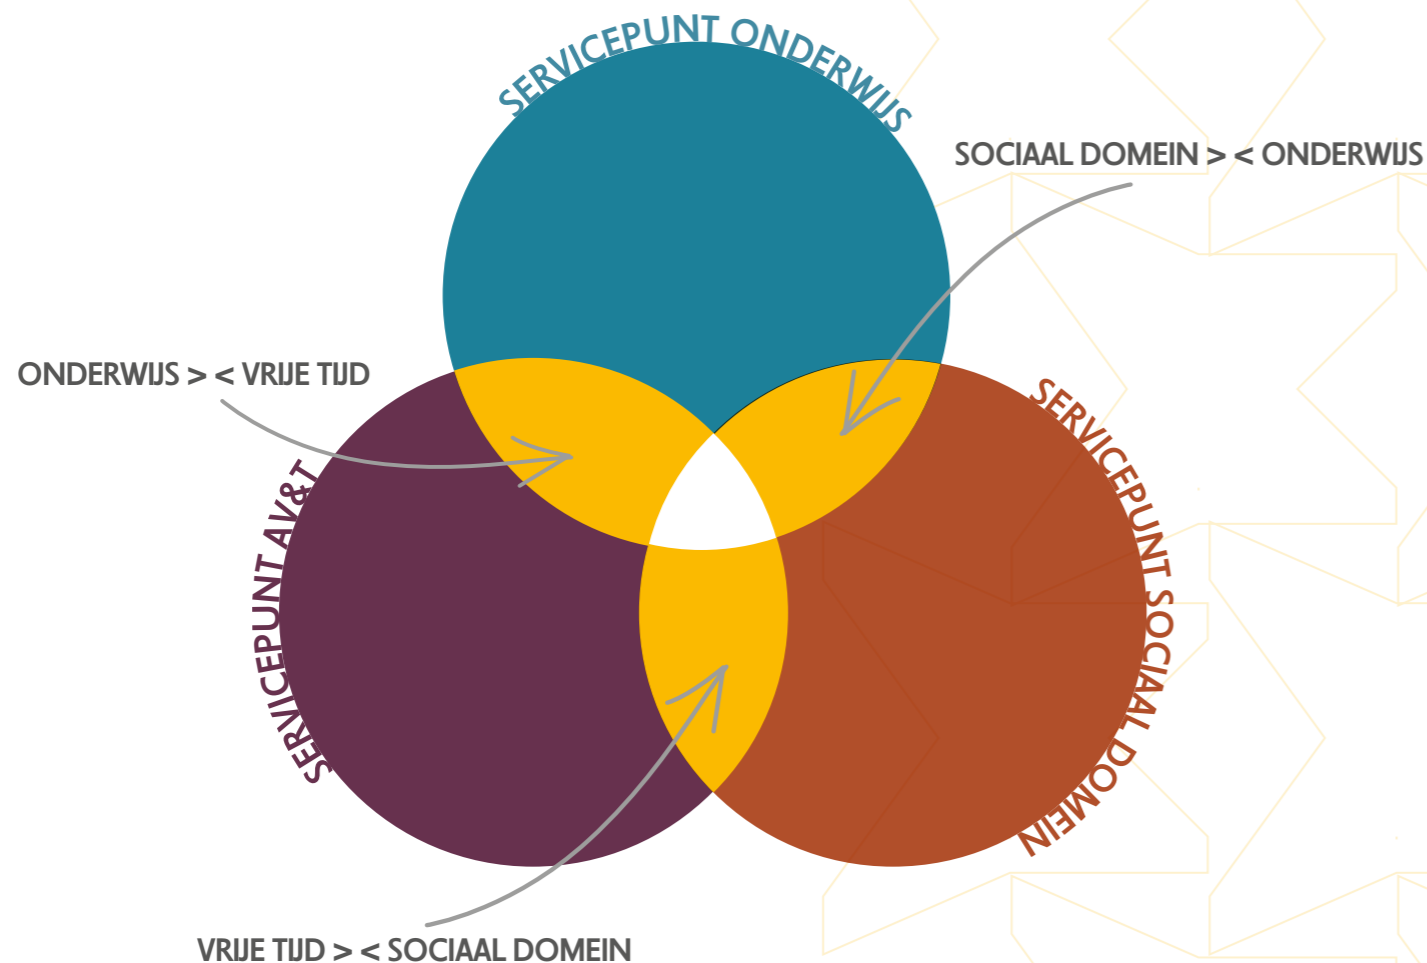 SERVICEPUNT ONDERWIJS
SOCIAAL DOMEIN > < ONDERWIJS
ONDERWIJS > < VRIJE TIJD
SERVICEPUNT AV&T
SERVICEPUNT SOCIAAL DOMEIN
VRIJE TIJD > < SOCIAAL DOMEIN